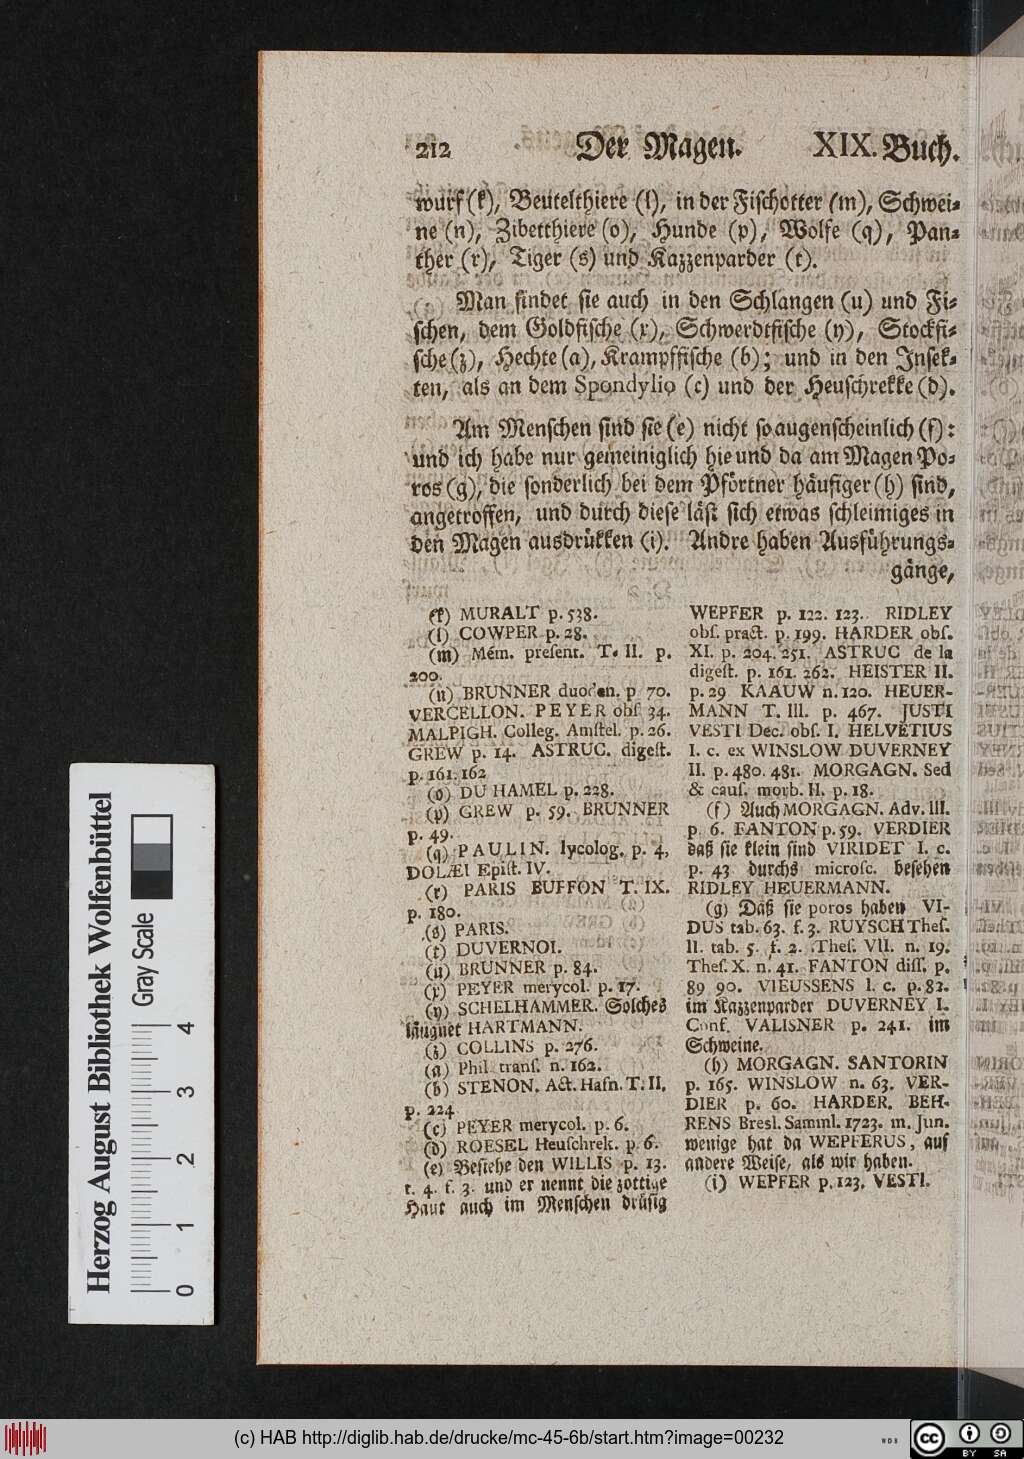 212 Der Magen. XIX. Buch.
wurf (k), Beutelthiere (l), in der Fischotter (m), Schwei-
ne (n), Zibetthiere (o), Hunde (p), Wolfe (q), Pan-
ther (r), Tiger (s) und Kazzenparder (t).
Man findet sie auch in den Schlangen (u) und Fi-
schen, dem Goldfische (x), Schwerdtfische (y), Stockfi-
sche (z), Hechte (a), Krampffische (b); und in den Insek-
ten, als an dem Spondylio (c) und der Heuschrekke (d).
Am Menschen sind sie (e) nicht so augenscheinlich (f):
und ich habe nur gemeiniglich hie und da am Magen Po-
ros (g), die sonderlich bei dem Pförtner häufiger (h) sind,
angetroffen, und durch diese läst sich etwas schleimiges in
den Magen ausdrükken (i). Andre haben Ausführungs-
gänge,
(k) MURALT p. 538.
(l) COWPER p. 28.
(m) Mém. presenr. T. II. p.
200.
(n) BRUNNER duoden. p 70.
VERCELLON. PEYER obs 34.
MALPIGH. Colleg. Amstel. p. 26.
GREW p. 14. ASTRUC. digest.
p. 161. 162
(o) DU HAMEL p. 228.
(p) GREW p. 59. BRUNNER
p. 49.
(q) PAULIN. lycolog. p. 4,
DOLÆI Epist. IV.
(r) PARIS BUFFON T. IX.
p. 180.
(s) PARIS.
(t) DUVERNOI.
(u) BRUNNER p. 84.
(x) PEYER merycol. p. 17.
(y) SCHELHAMMER. Solches
läugnet HARTMANN.
(z) COLLINS p. 276.
(a) Phil. trans. n. 162.
(b) STENON. Act. Hafn. T. II.
p. 224
(c) PEYER merycol. p. 6.
(d) ROESEL Heuschrek. p. 6.
(e) Bestehe den WILLIS p. 13.
t. 4. f. 3. und er nennt die zottige
Haut auch im Menschen drüsig
WEPFER p. 122. 123. RIDLEY
obs. pract. p. 199. HARDER obs.
XI. p. 204. 251. ASTRUC de la
digest. p. 161. 262. HEISTER II.
p. 29 KAAUW n. 120. HEUER-
MANN T. III. p. 467. JUSTI
VESTI Dec. obs. I. HELVETIUS
I. c. ex WINSLOW DUVERNEY
II. p. 480. 481. MORGAGN. Sed
& caus. morb. II. p. 18.
(f) Auch MORGAGN. Adv. III.
p. 6. FANTON p. 59. VERDIER
daß sie klein sind VIRIDET I. c.
p. 43 durchs microsc. besehen
RIDLEY HEUERMANN.
(g) Daß sie poros haben VI-
DUS tab. 63. f. 3. RUYSCH Thes.
II. tab. 5. f. 2. Thes. VII. n. 19.
Thes. X. n. 41. FANTON diss. p.
89 90. VIEUSSENS l. c. p. 82.
im Kazzenparder DUVERNEY I.
Conf. VALISNER p. 241. im
Schweine.
(h) MORGAGN. SANTORIN
p. 165. WINSLOW n. 63. VER-
DIER p. 60. HARDER. BEH-
RENS Bresl. Samml. 1723. m. Jun.
wenige hat da WEPFERUS, auf
andere Weise, als wir haben.
(i) WEPFER p. 123. VESTI.
Herzog August Bibliothek Wolfenbüttel
Gray Scale
0 1 2 3 4
(c) HAB http://diglib.hab.de/drucke/mc-45-6b/start.htm?image=00232
WDB
cc BY SA